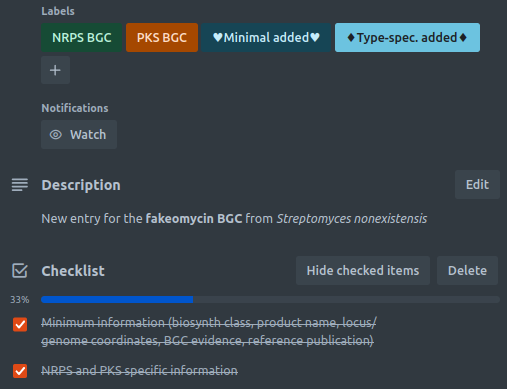 Labels
NRPS BGC PKS BGC ♥Minimal added♥ ♦Type-spec. added♦
+
Notifications
Watch
Description Edit
New entry for the fakeomycin BGC from Streptomyces nonexistensis
Checklist Hide checked items Delete
33%
Minimum information (biosynth class, product name, locus/
genome coordinates, BGC evidence, reference publication)
NRPS and PKS specific information